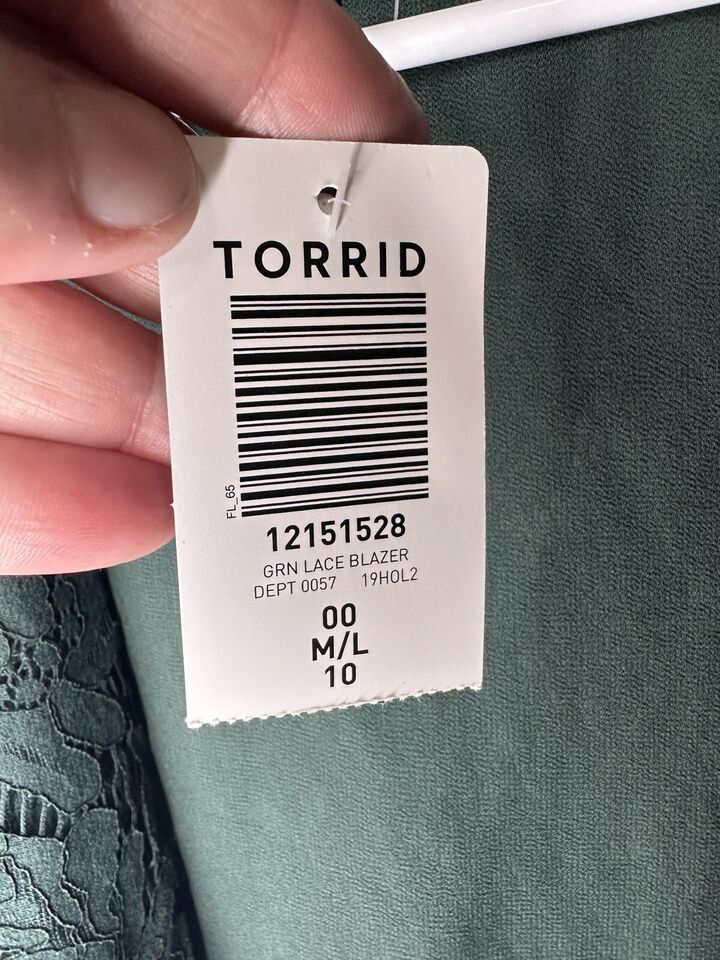 TORRID
FL_65
12151528
GRN LACE BLAZER
DEPT 0057 19HOL2
00
M/L
10